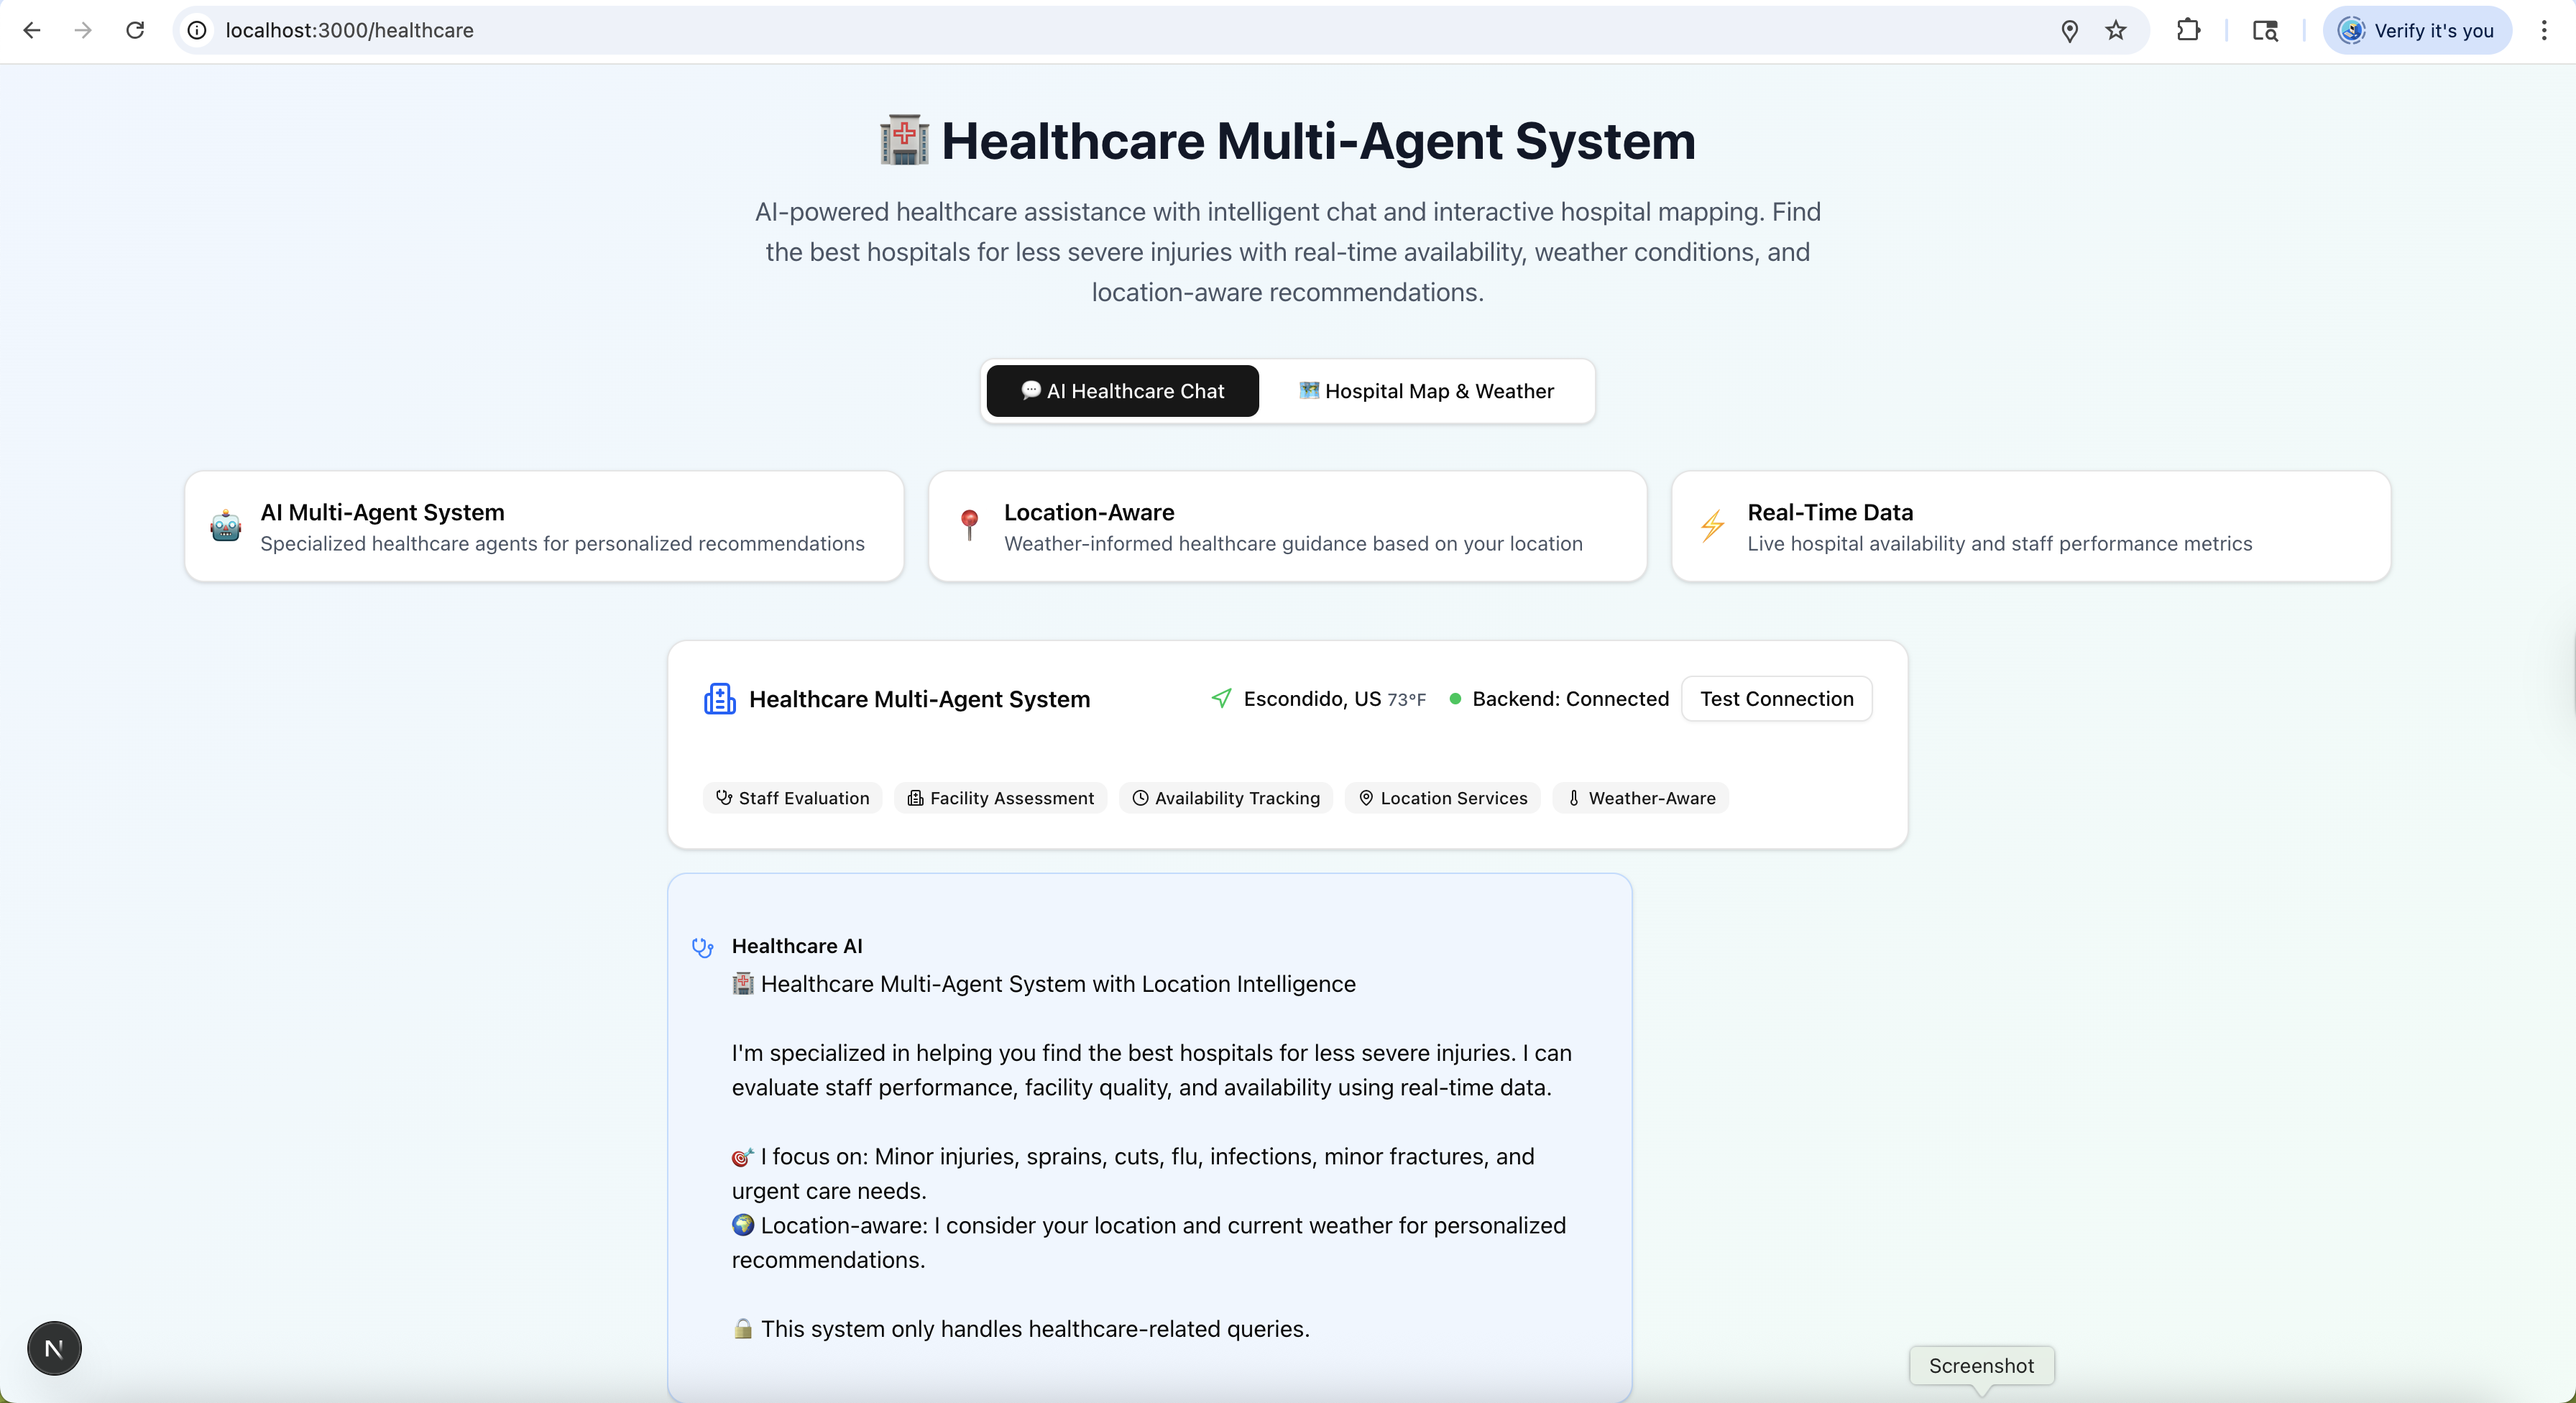 localhost:3000/healthcare
Verify it's you
Healthcare Multi-Agent System
AI-powered healthcare assistance with intelligent chat and interactive hospital mapping. Find
the best hospitals for less severe injuries with real-time availability, weather conditions, and
location-aware recommendations.
AI Healthcare Chat
Hospital Map & Weather
AI Multi-Agent System
Specialized healthcare agents for personalized recommendations
Location-Aware
Weather-informed healthcare guidance based on your location
Real-Time Data
Live hospital availability and staff performance metrics
Healthcare Multi-Agent System
Escondido, US 73°F
Backend: Connected
Test Connection
Staff Evaluation
Facility Assessment
Availability Tracking
Location Services
Weather-Aware
Healthcare AI
Healthcare Multi-Agent System with Location Intelligence
I'm specialized in helping you find the best hospitals for less severe injuries. I can
evaluate staff performance, facility quality, and availability using real-time data.
I focus on: Minor injuries, sprains, cuts, flu, infections, minor fractures, and
urgent care needs.
Location-aware: I consider your location and current weather for personalized
recommendations.
This system only handles healthcare-related queries.
N
Screenshot